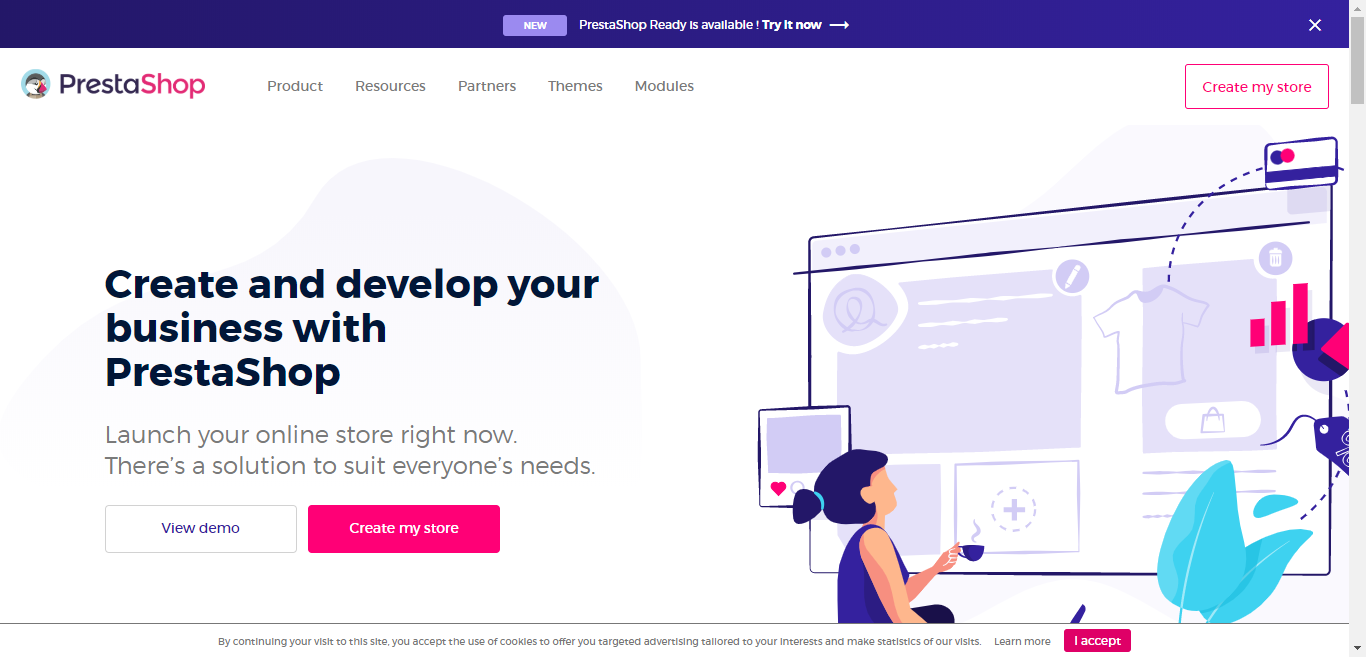 NEW PrestaShop Ready is available ! Try it now ⟶
PrestaShop Product Resources Partners Themes Modules Create my store
Create and develop your
business with
PrestaShop
Launch your online store right now.
There's a solution to suit everyone's needs.
View demo Create my store
By continuing your visit to this site, you accept the use of cookies to offer you targeted advertising tailored to your interests and make statistics of our visits. Learn more I accept